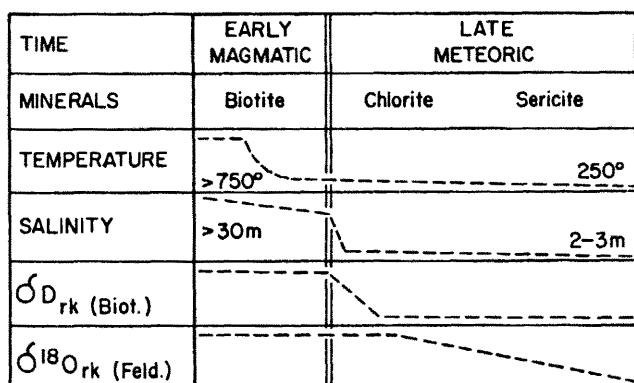 TIME
EARLY
MAGMATIC
LATE
METEORIC
MINERALS
Biotite
Chlorite
Sericite
TEMPERATURE
>750°
250°
SALINITY
>30m
2-3m
δD rk (Biot.)
δ18O rk (Feld.)